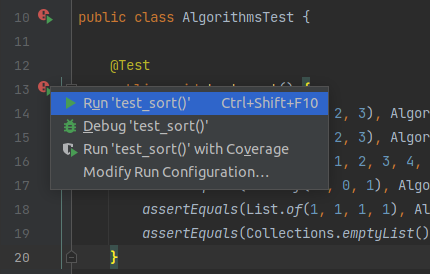 10 public class AlgorithmsTest {
11
12 @Test
13 {
Run 'test_sort()' Ctrl+Shift+F10
14 2, 3), Algor
Debug 'test_sort()'
15 2, 3), Algor
Run 'test_sort()' with Coverage
16 1, 2, 3, 4,
Modify Run Configuration...
17 0, 1), Algo
18 assertEquals(List.of(1, 1, 1, 1), Al
19 assertEquals(Collections.emptyList()
20 }